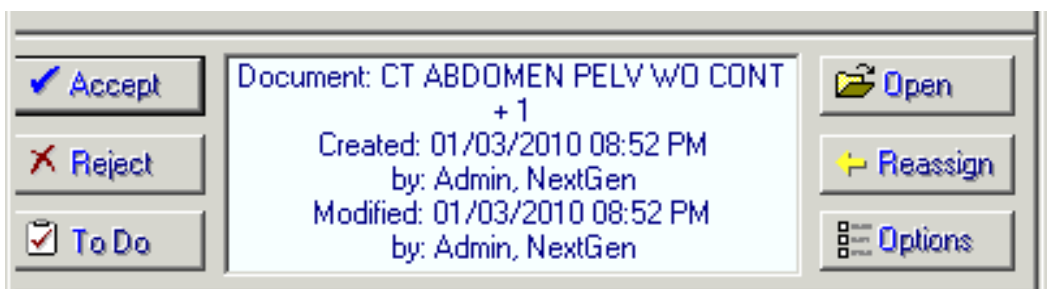 Accept
Reject
To Do
Document: CT ABDOMEN PELV WO CONT
+ 1
Created: 01/03/2010 08:52 PM
by: Admin, NextGen
Modified: 01/03/2010 08:52 PM
by: Admin, NextGen
Open
Reassign
Options